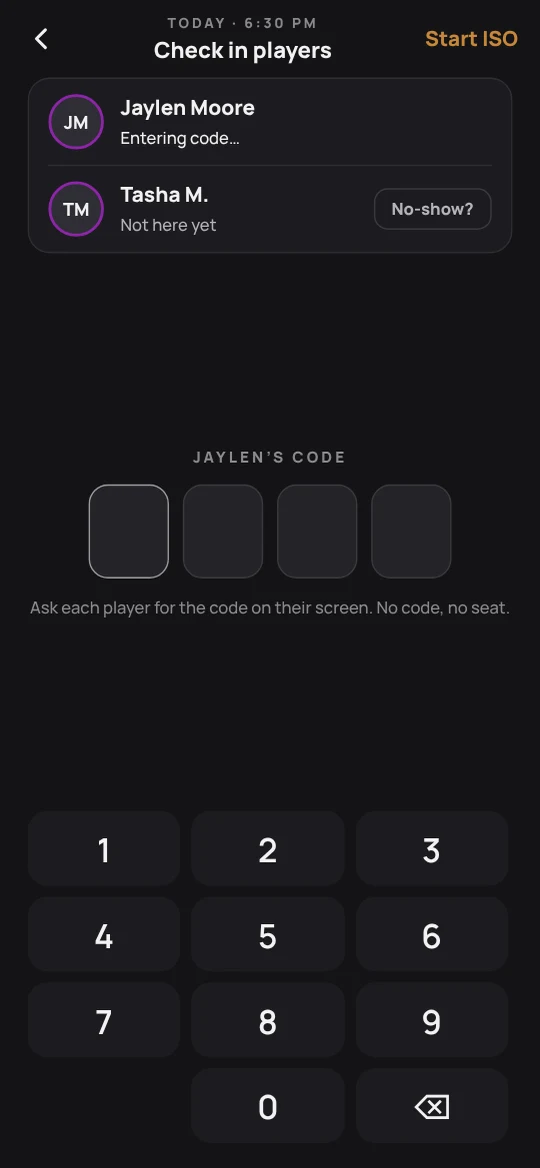 TODAY · 6:30 PM
Check in players
Start ISO
JM
Jaylen Moore
Entering code…
TM
Tasha M.
Not here yet
No-show?
JAYLEN’S CODE
Ask each player for the code on their screen. No code, no seat.
1 2 3
4 5 6
7 8 9
0